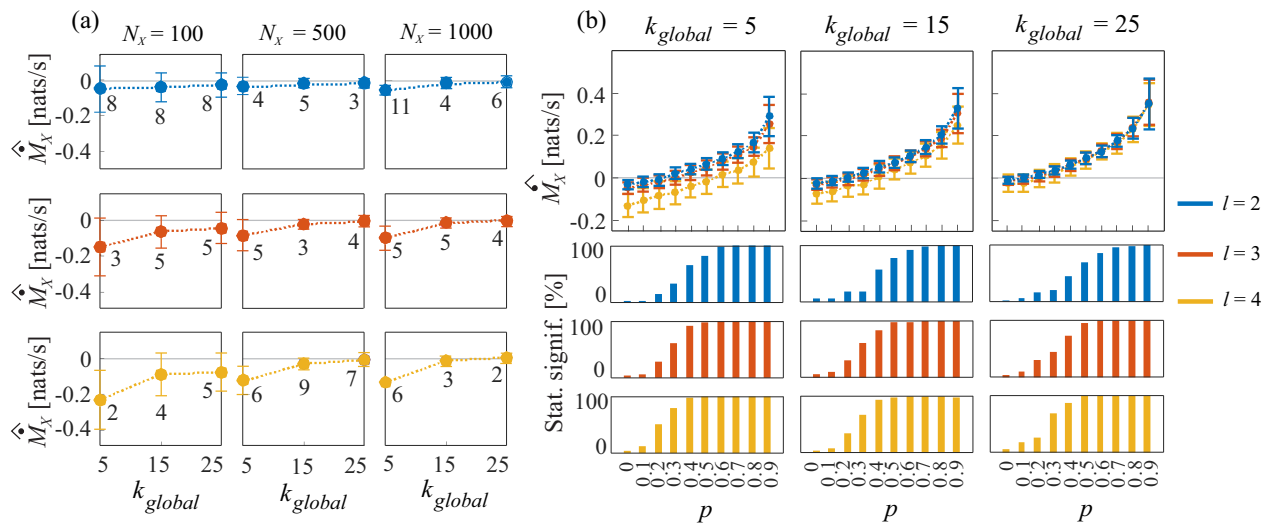 (a)
N_X = 100
N_X = 500
N_X = 1000
0
-0.2
-0.4
M̂̇_X [nats/s]
8
8
8
4
5
3
11
4
6
0
-0.2
-0.4
M̂̇_X [nats/s]
3
5
5
5
3
4
5
5
4
0
-0.2
-0.4
M̂̇_X [nats/s]
2
4
5
6
9
7
6
3
2
5 15 25
5 15 25
5 15 25
k_global
k_global
k_global
(b)
k_global = 5
k_global = 15
k_global = 25
0.4
0.2
0
-0.2
M̂̇_X [nats/s]
l = 2
l = 3
l = 4
Stat. signif. [%]
100
0
100
0
100
0
0 0.1 0.2 0.3 0.4 0.5 0.6 0.7 0.8 0.9
0 0.1 0.2 0.3 0.4 0.5 0.6 0.7 0.8 0.9
0 0.1 0.2 0.3 0.4 0.5 0.6 0.7 0.8 0.9
p
p
p